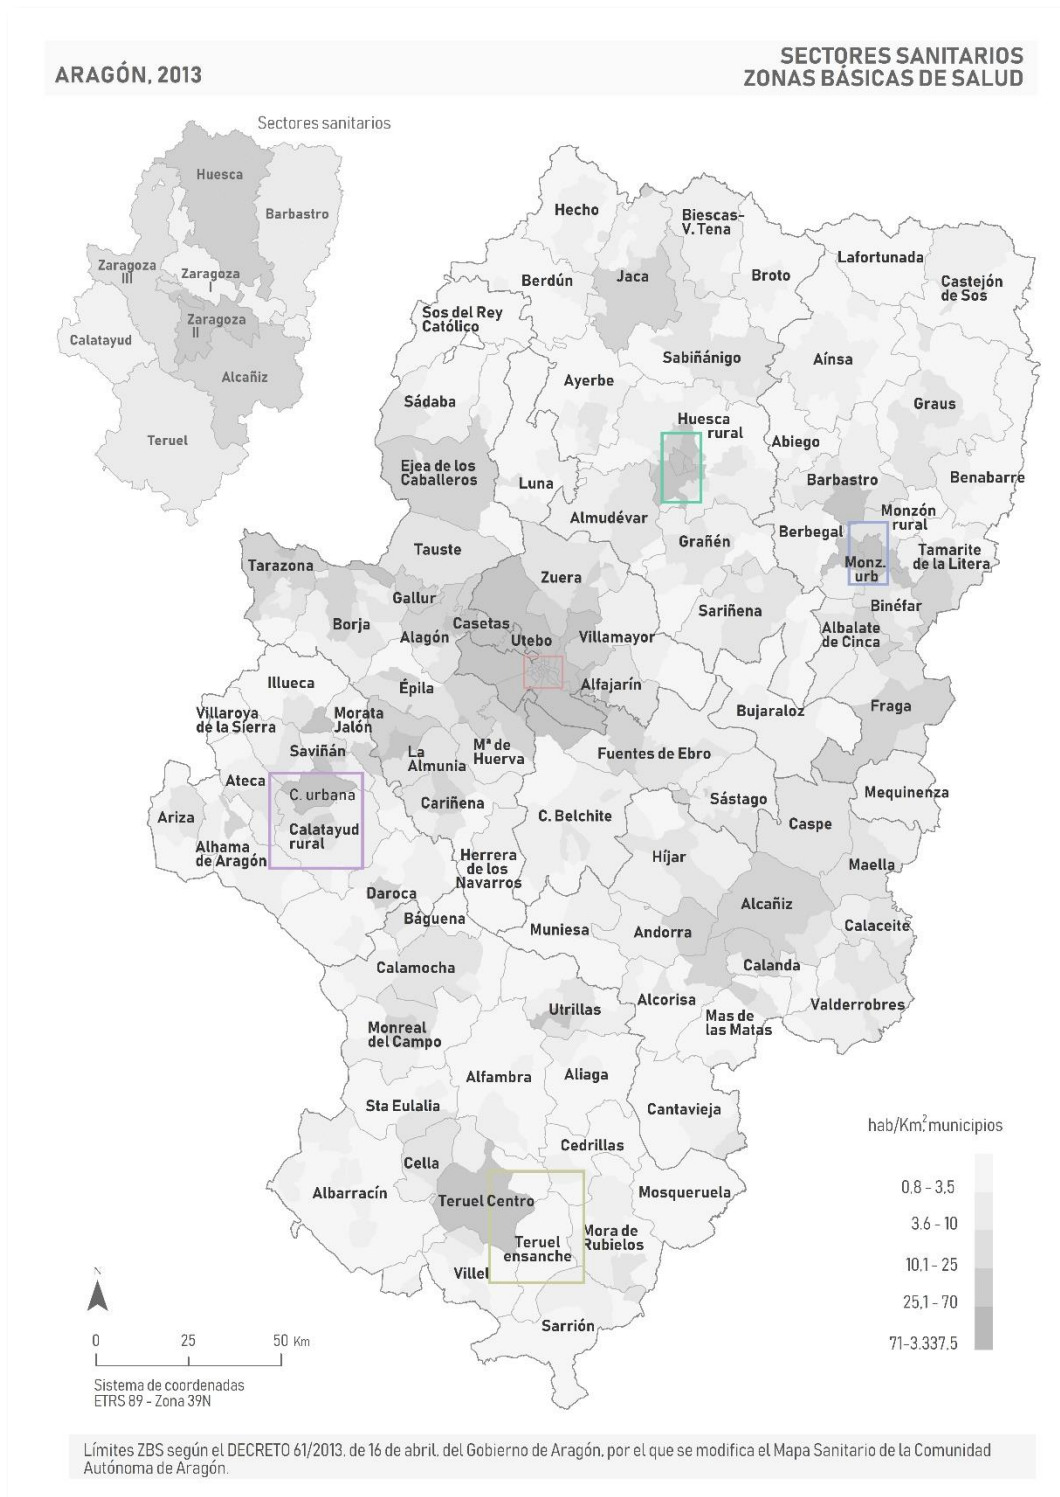 ARAGÓN, 2013
SECTORES SANITARIOS
ZONAS BÁSICAS DE SALUD
Sectores sanitarios
Huesca
Barbastro
Zaragoza
III
Zaragoza
I
Zaragoza
II
Calatayud
Alcañiz
Teruel
Hecho
Biescas-
V. Tena
Lafortunada
Berdún
Jaca
Broto
Castejón
de Sos
Sos del Rey
Católico
Sabiñánigo
Aínsa
Ayerbe
Sádaba
Graus
Huesca
rural
Abiego
Ejea de los
Caballeros
Luna
Barbastro
Benabarre
Almudévar
Monzón
rural
Berbegal
Grañén
Tauste
Tamarite
de la Litera
Monz.
urb
Tarazona
Zuera
Gallur
Sariñena
Binéfar
Borja
Casetas
Alagón
Utebo
Villamayor
Albalate
de Cinca
Illueca
Épila
Alfajarín
Fraga
Bujaraloz
Villaroya
de la Sierra
Morata
Jalón
Saviñán
La
Almunia
Mª de
Huerva
Fuentes de Ebro
Ateca
C. urbana
Cariñena
Sástago
Mequinenza
Ariza
Calatayud
rural
C. Belchite
Caspe
Alhama
de Aragón
Herrera
de los
Navarros
Híjar
Maella
Daroca
Alcañiz
Báguena
Muniesa
Andorra
Calaceite
Calamocha
Calanda
Utrillas
Alcorisa
Valderrobres
Mas de
las Matas
Monreal
del Campo
Alfambra
Aliaga
Sta Eulalia
Cantavieja
Cedrillas
Cella
Albarracín
Teruel Centro
Mosqueruela
Teruel
ensanche
Mora de
Rubielos
Villel
Sarrión
hab/Km² municipios
0,8 - 3,5
3.6 - 10
10,1 - 25
25,1 - 70
71-3.337,5
N
0 25 50 Km
Sistema de coordenadas
ETRS 89 - Zona 39N
Límites ZBS según el DECRETO 61/2013, de 16 de abril, del Gobierno de Aragón, por el que se modifica el Mapa Sanitario de la Comunidad
Autónoma de Aragón.